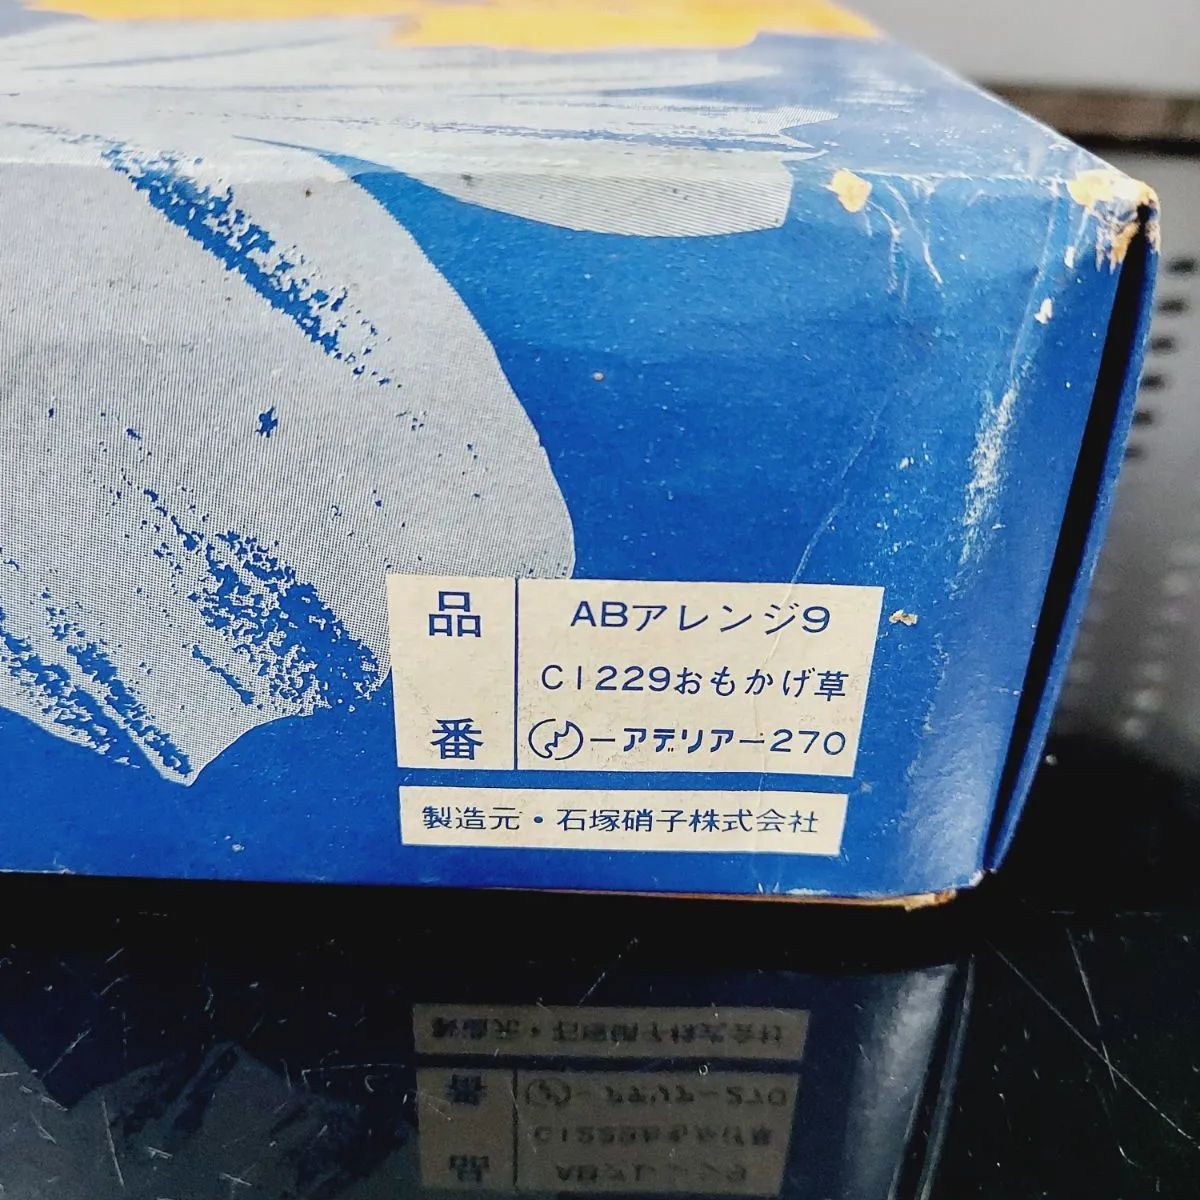 品番
ABアレンジ9
C1229おもかげ草
ーアデリアー270
製造元・石塚硝子株式会社